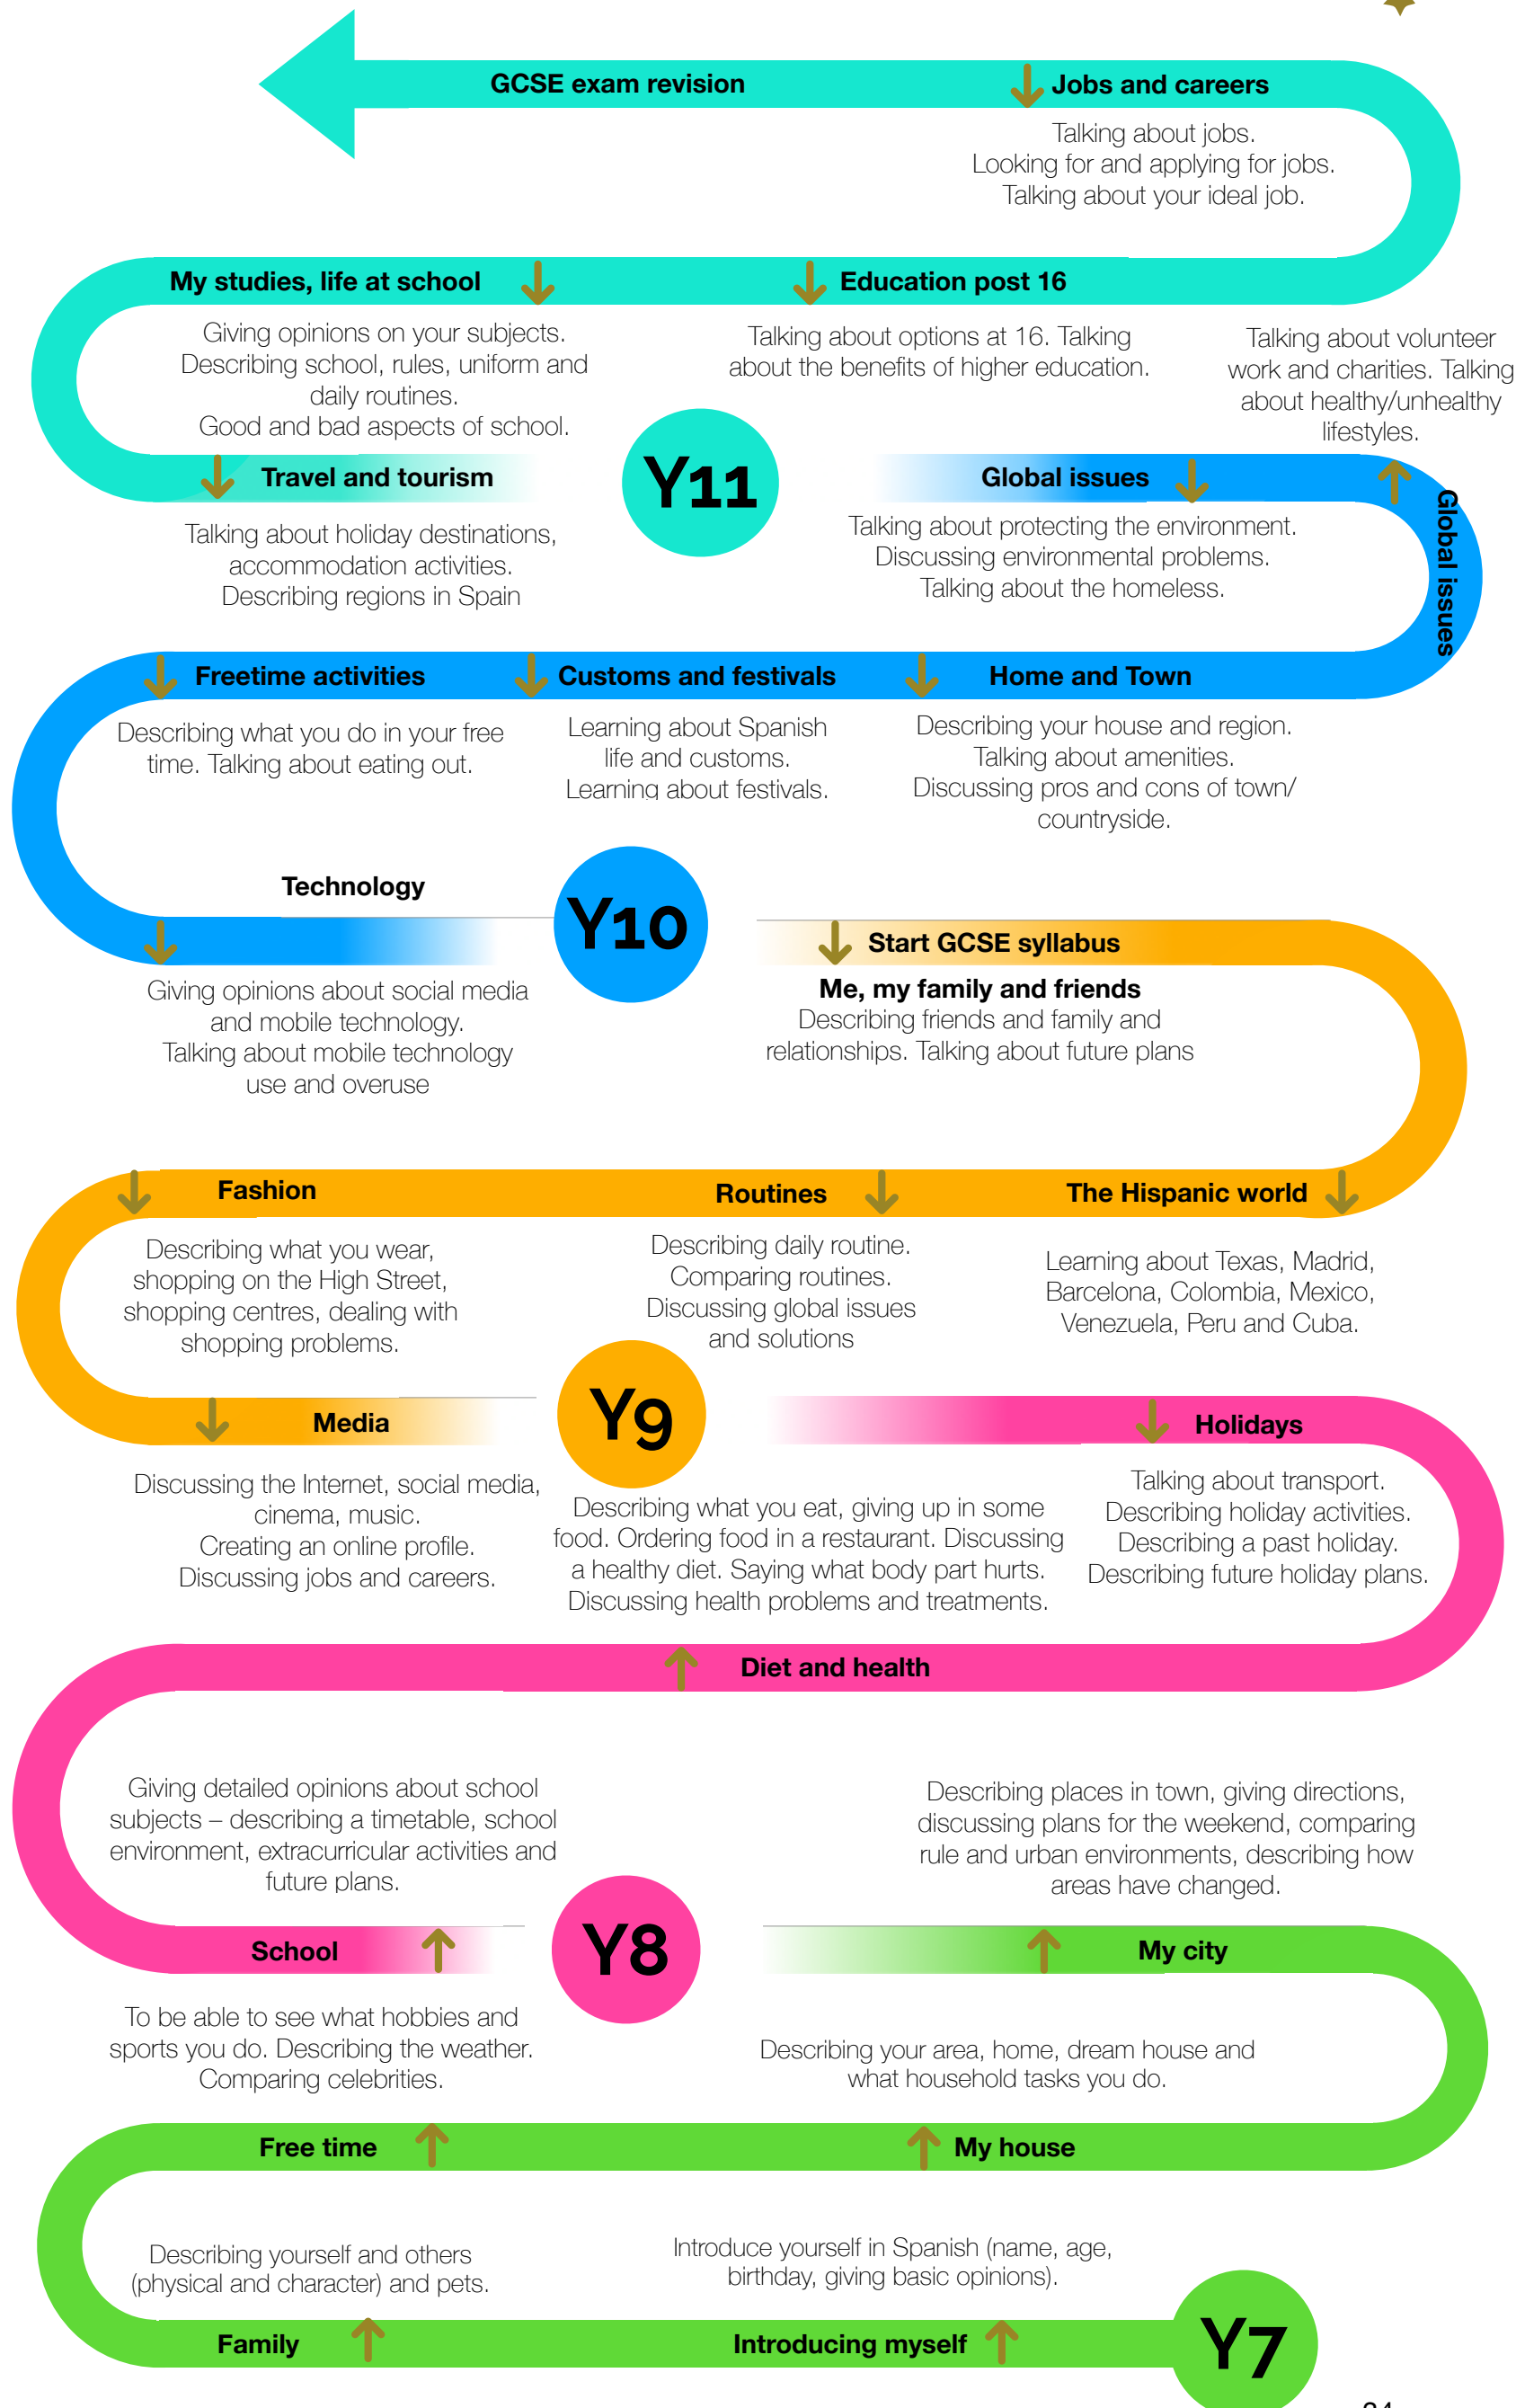 GCSE exam revision
Jobs and careers
Talking about jobs.
Looking for and applying for jobs.
Talking about your ideal job.
My studies, life at school
Education post 16
Giving opinions on your subjects.
Describing school, rules, uniform and
daily routines.
Good and bad aspects of school.
Talking about options at 16. Talking
about the benefits of higher education.
Talking about volunteer
work and charities. Talking
about healthy/unhealthy
lifestyles.
Travel and tourism
Y11
Global issues
Global issues
Talking about holiday destinations,
accommodation activities.
Describing regions in Spain
Talking about protecting the environment.
Discussing environmental problems.
Talking about the homeless.
Freetime activities
Customs and festivals
Home and Town
Describing what you do in your free
time. Talking about eating out.
Learning about Spanish
life and customs.
Learning about festivals.
Describing your house and region.
Talking about amenities.
Discussing pros and cons of town/
countryside.
Technology
Y10
Start GCSE syllabus
Giving opinions about social media
and mobile technology.
Talking about mobile technology
use and overuse
Me, my family and friends
Describing friends and family and
relationships. Talking about future plans
Fashion
Routines
The Hispanic world
Describing what you wear,
shopping on the High Street,
shopping centres, dealing with
shopping problems.
Describing daily routine.
Comparing routines.
Discussing global issues
and solutions
Learning about Texas, Madrid,
Barcelona, Colombia, Mexico,
Venezuela, Peru and Cuba.
Media
Y9
Holidays
Discussing the Internet, social media,
cinema, music.
Creating an online profile.
Discussing jobs and careers.
Describing what you eat, giving up in some
food. Ordering food in a restaurant. Discussing
a healthy diet. Saying what body part hurts.
Discussing health problems and treatments.
Talking about transport.
Describing holiday activities.
Describing a past holiday.
Describing future holiday plans.
Diet and health
Giving detailed opinions about school
subjects – describing a timetable, school
environment, extracurricular activities and
future plans.
Describing places in town, giving directions,
discussing plans for the weekend, comparing
rule and urban environments, describing how
areas have changed.
School
Y8
My city
To be able to see what hobbies and
sports you do. Describing the weather.
Comparing celebrities.
Describing your area, home, dream house and
what household tasks you do.
Free time
My house
Describing yourself and others
(physical and character) and pets.
Introduce yourself in Spanish (name, age,
birthday, giving basic opinions).
Family
Introducing myself
Y7